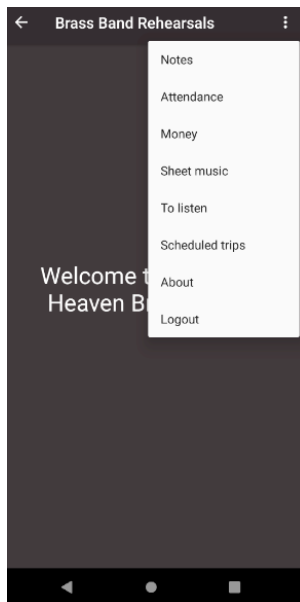 Brass Band Rehearsals
Notes
Attendance
Money
Sheet music
To listen
Scheduled trips
About
Logout
Welcome
Heaven